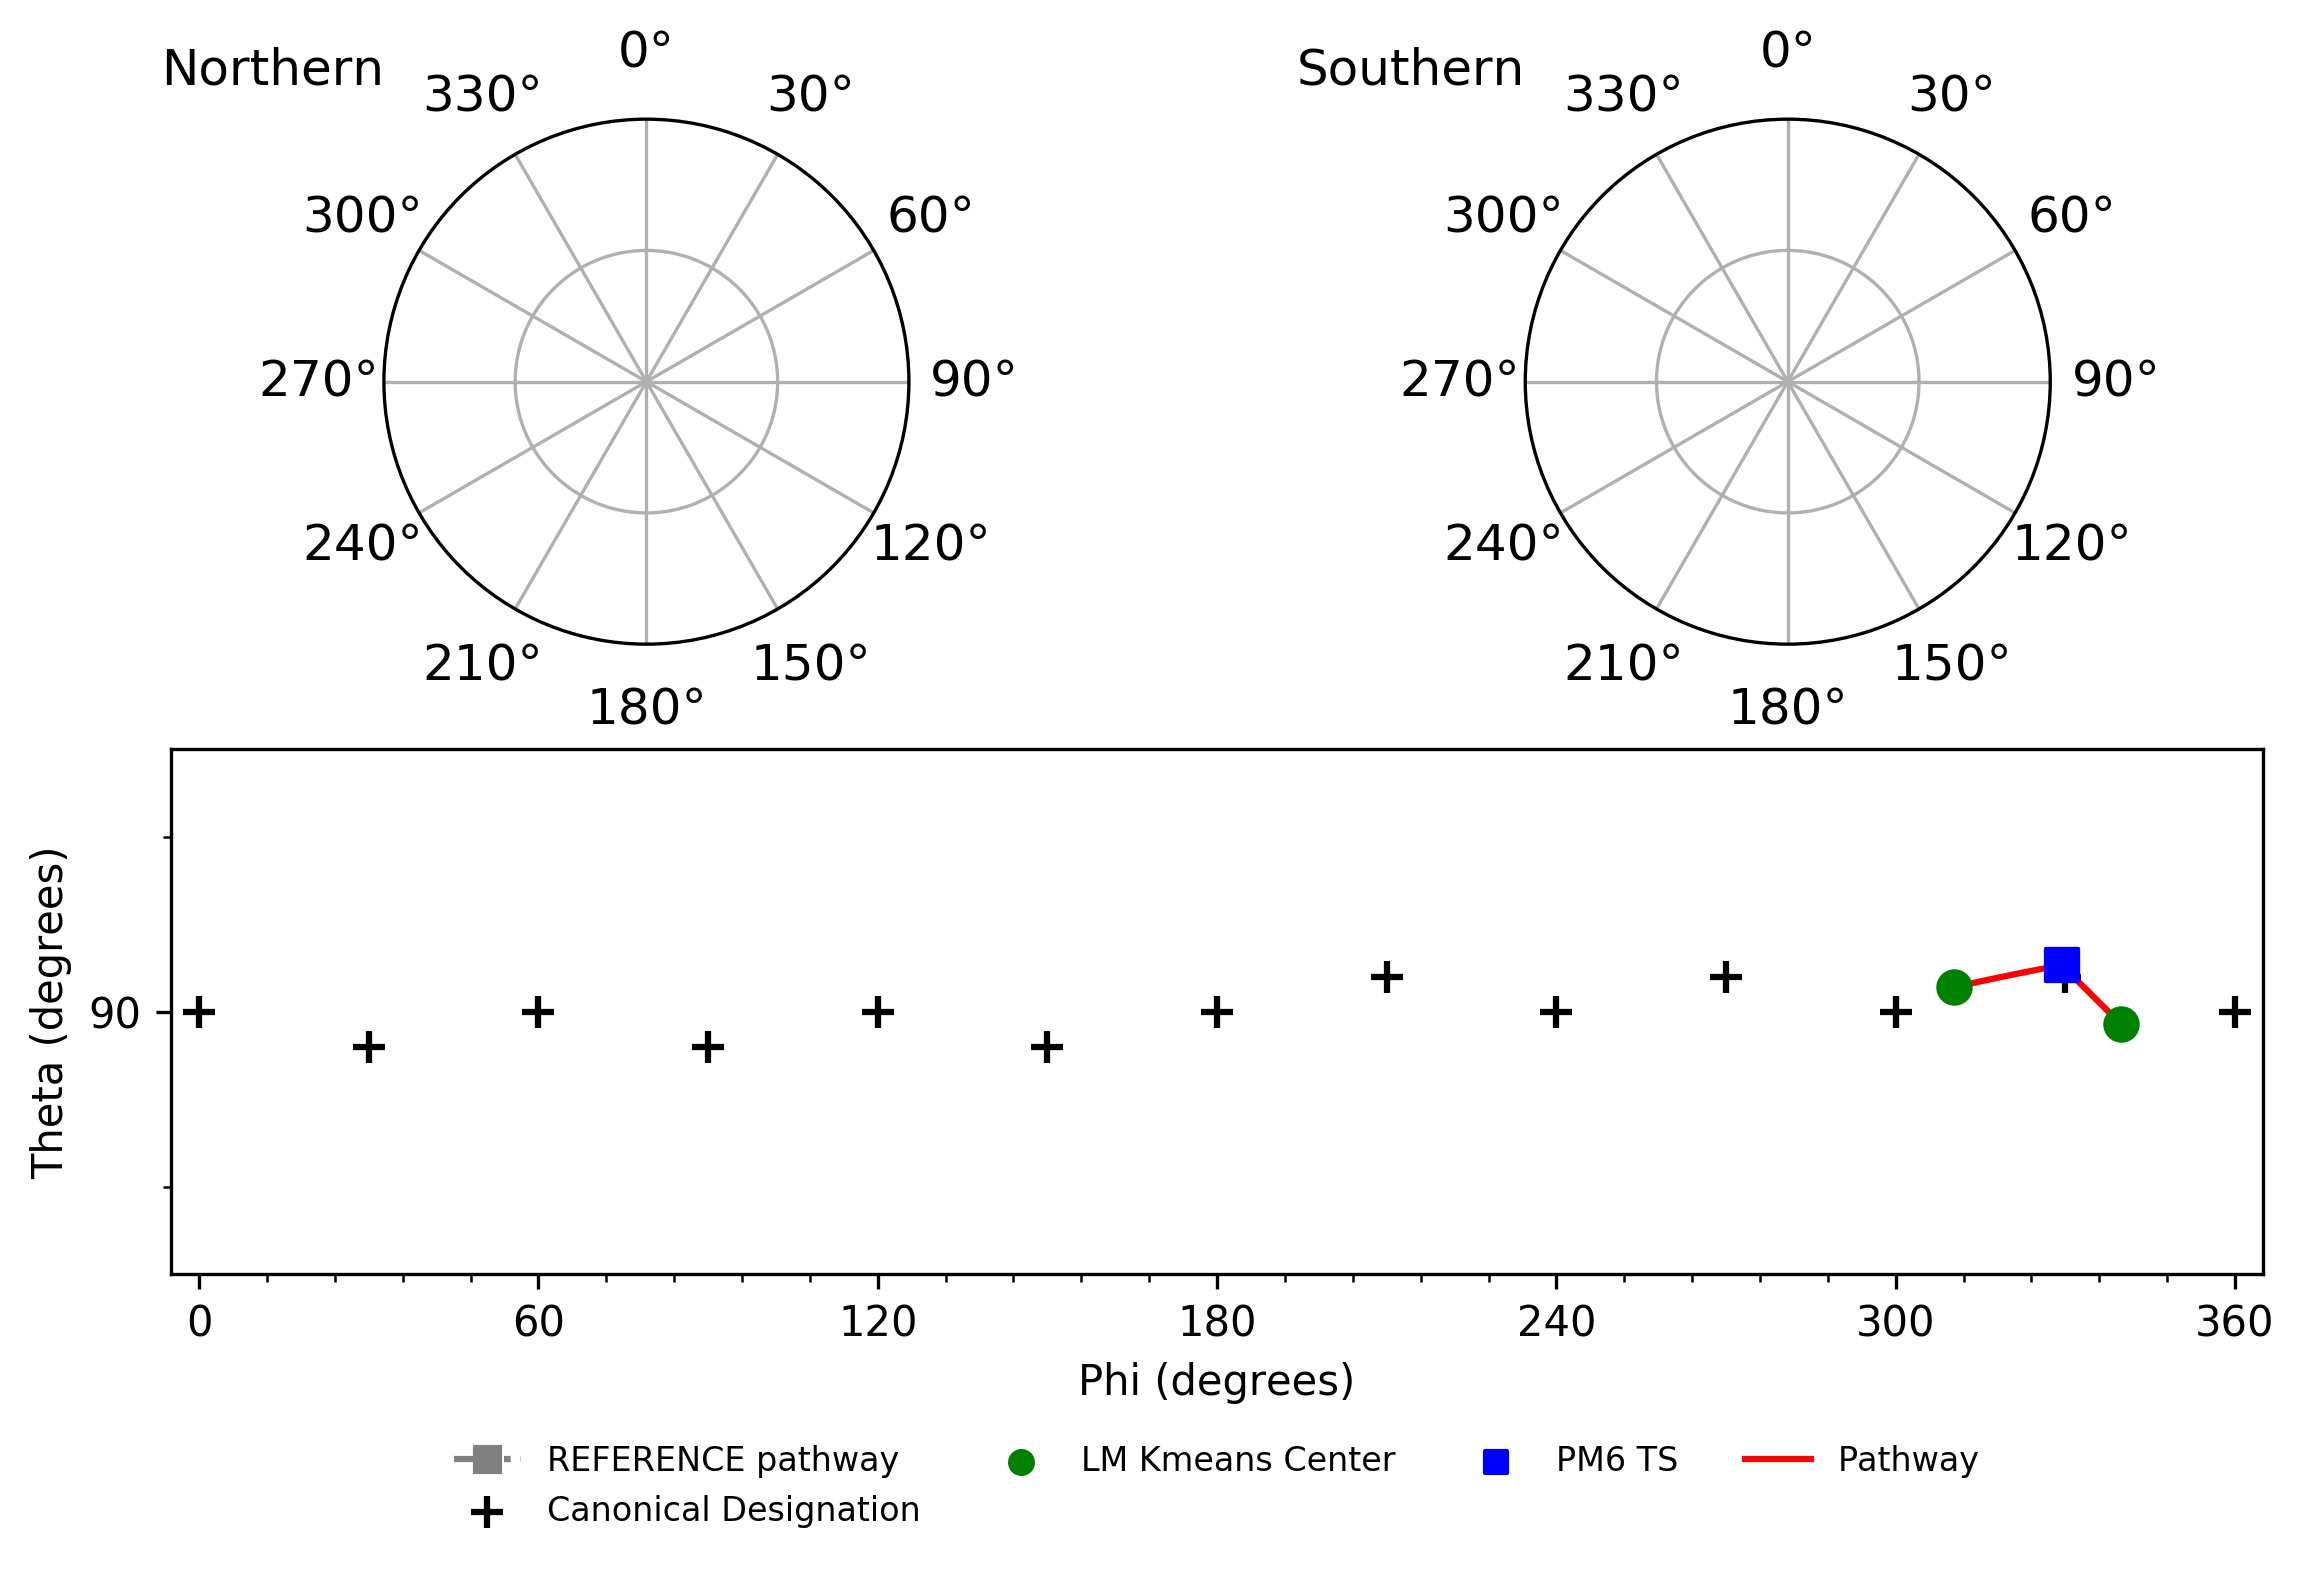 Northern
0°
30°
60°
90°
120°
150°
180°
210°
240°
270°
300°
330°
Southern
0°
30°
60°
90°
120°
150°
180°
210°
240°
270°
300°
330°
Theta (degrees)
90
0 60 120 180 240 300 360
Phi (degrees)
REFERENCE pathway
Canonical Designation
LM Kmeans Center
PM6 TS
Pathway